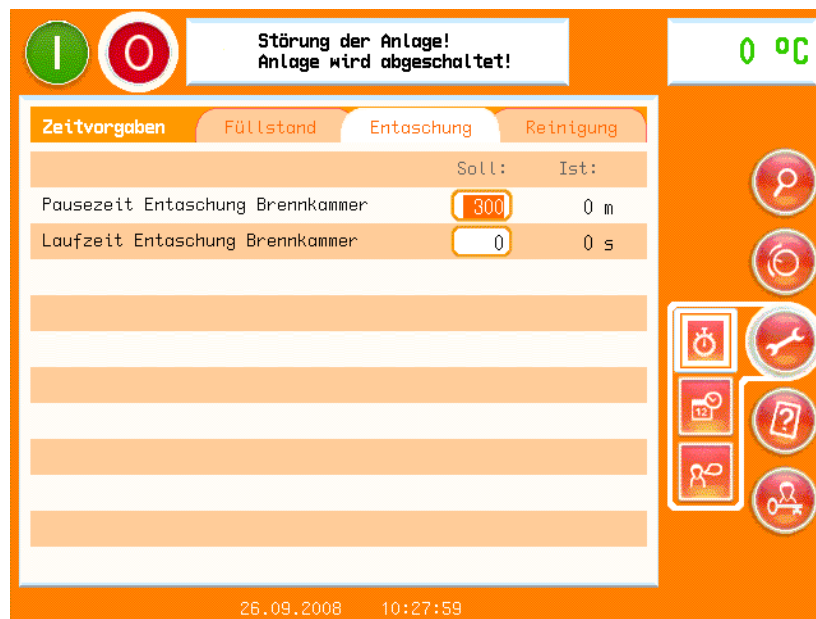 Störung der Anlage!
Anlage wird abgeschaltet!
0 °C
Zeitvorgaben Füllstand Entaschung Reinigung
Soll: Ist:
Pausezeit Entaschung Brennkammer 300 0 m
Laufzeit Entaschung Brennkammer 0 0 s
12
?
26.09.2008 10:27:59